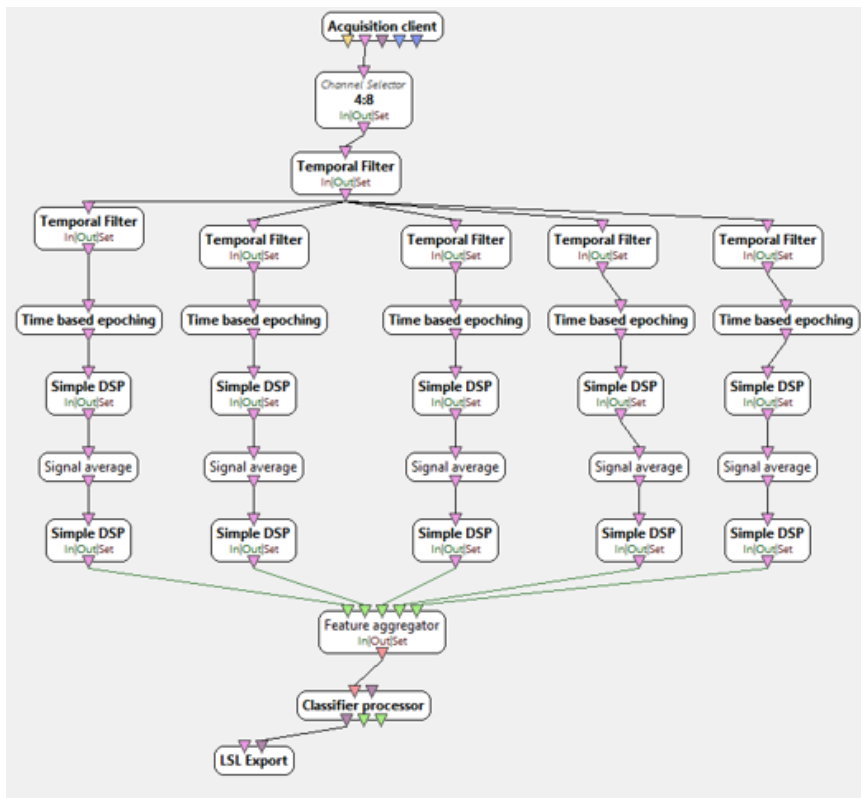 Acquisition client
Channel Selector
4:8
In|Out|Set
Temporal Filter
In|Out|Set
Temporal Filter
In|Out|Set
Temporal Filter
In|Out|Set
Temporal Filter
In|Out|Set
Temporal Filter
In|Out|Set
Temporal Filter
In|Out|Set
Time based epoching
Time based epoching
Time based epoching
Time based epoching
Time based epoching
Simple DSP
In|Out|Set
Simple DSP
In|Out|Set
Simple DSP
In|Out|Set
Simple DSP
In|Out|Set
Simple DSP
In|Out|Set
Signal average
Signal average
Signal average
Signal average
Signal average
Simple DSP
In|Out|Set
Simple DSP
In|Out|Set
Simple DSP
In|Out|Set
Simple DSP
In|Out|Set
Simple DSP
In|Out|Set
Feature aggregator
In|Out|Set
Classifier processor
LSL Export